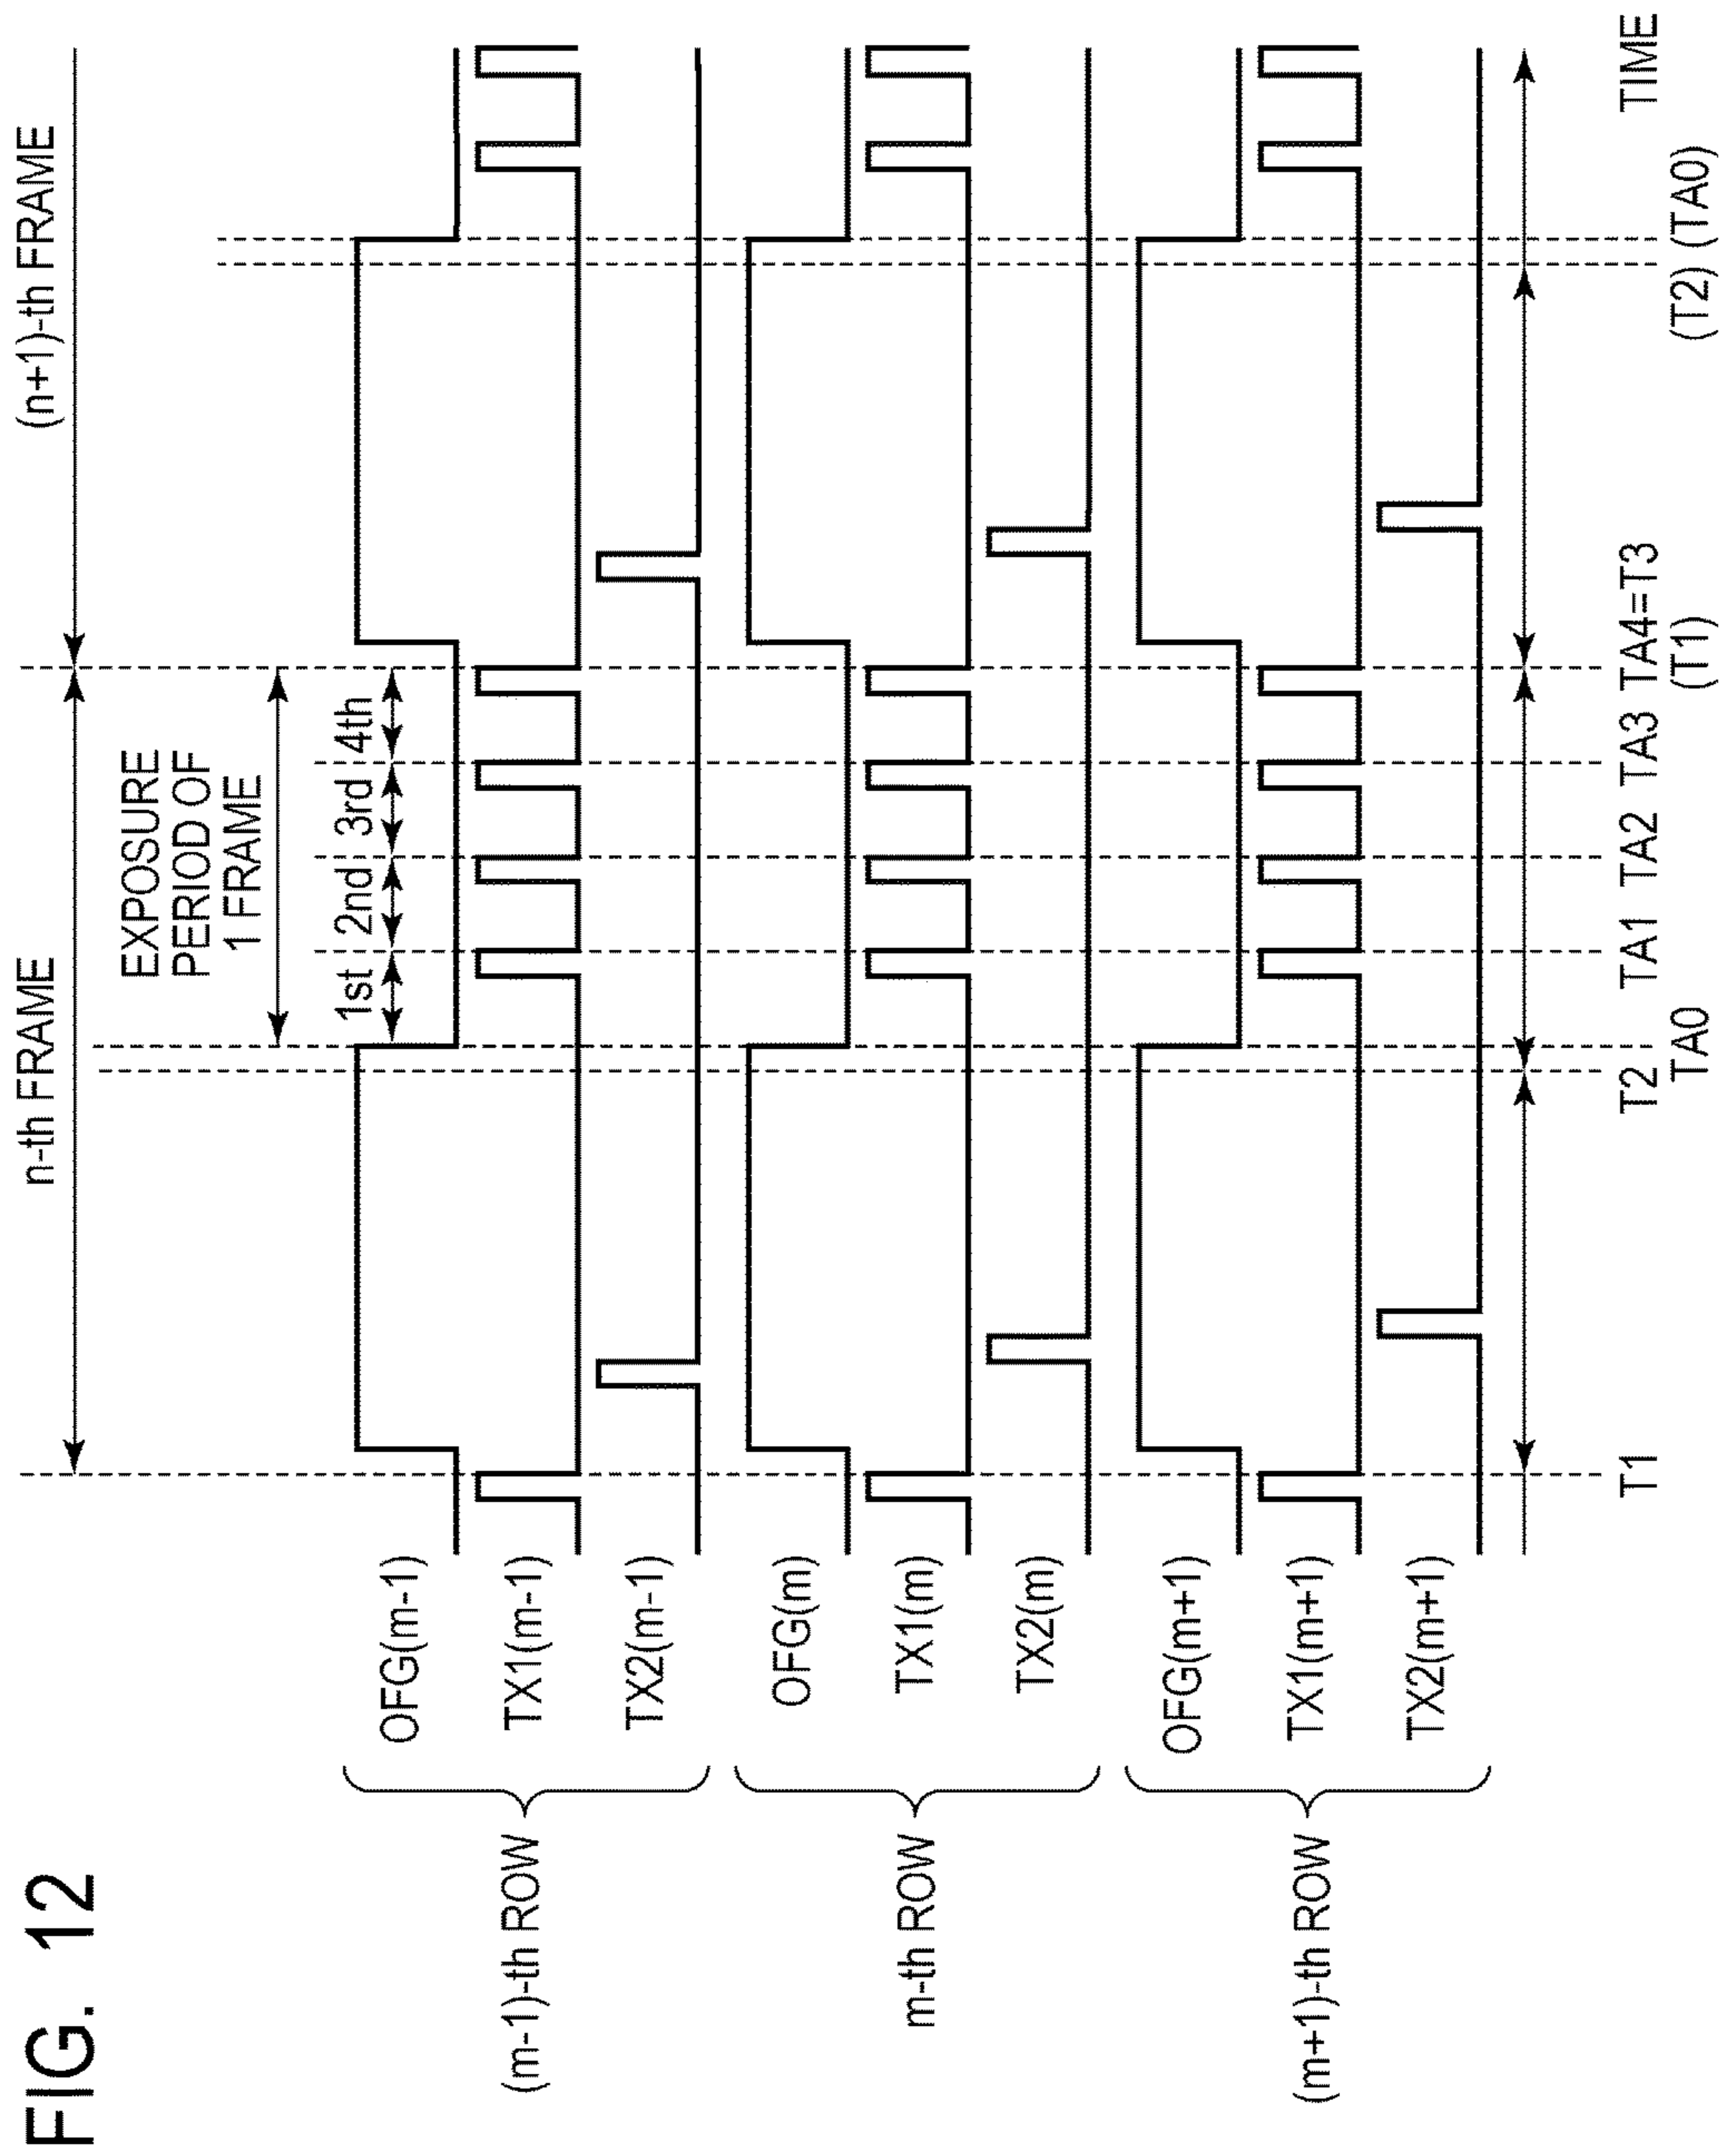 FIG. 12
n-th FRAME
(n+1)-th FRAME
EXPOSURE
PERIOD OF
1 FRAME
1st
2nd
3rd
4th
(m-1)-th ROW
OFG(m-1)
TX1(m-1)
TX2(m-1)
m-th ROW
OFG(m)
TX1(m)
TX2(m)
(m+1)-th ROW
OFG(m+1)
TX1(m+1)
TX2(m+1)
T1
T2
TA0
TA1
TA2
TA3
TA4=T3
(T1)
(T2)
(TA0)
TIME